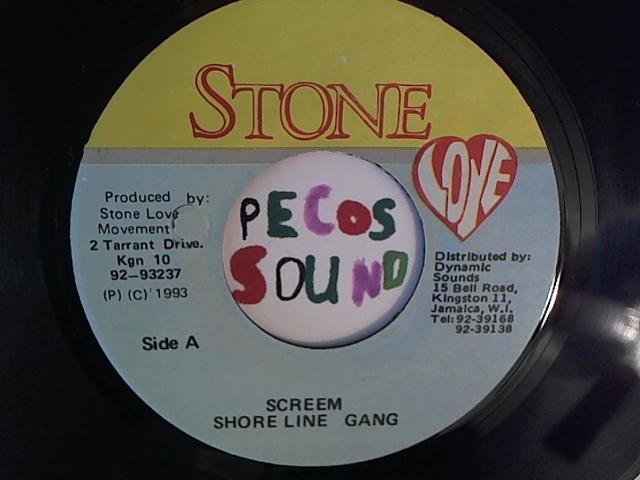 STONE
LOVE
Produced by:
Stone Love
Movement
2 Tarrant Drive.
Kgn 10
92-93237
(P) (C) 1993
Side A
PECOS
SOUND
Distributed by:
Dynamic
Sounds
15 Bell Road,
Kingston 11,
Jamaica, W.I.
Tel: 92-39168
92-39138
SCREEM
SHORE LINE GANG